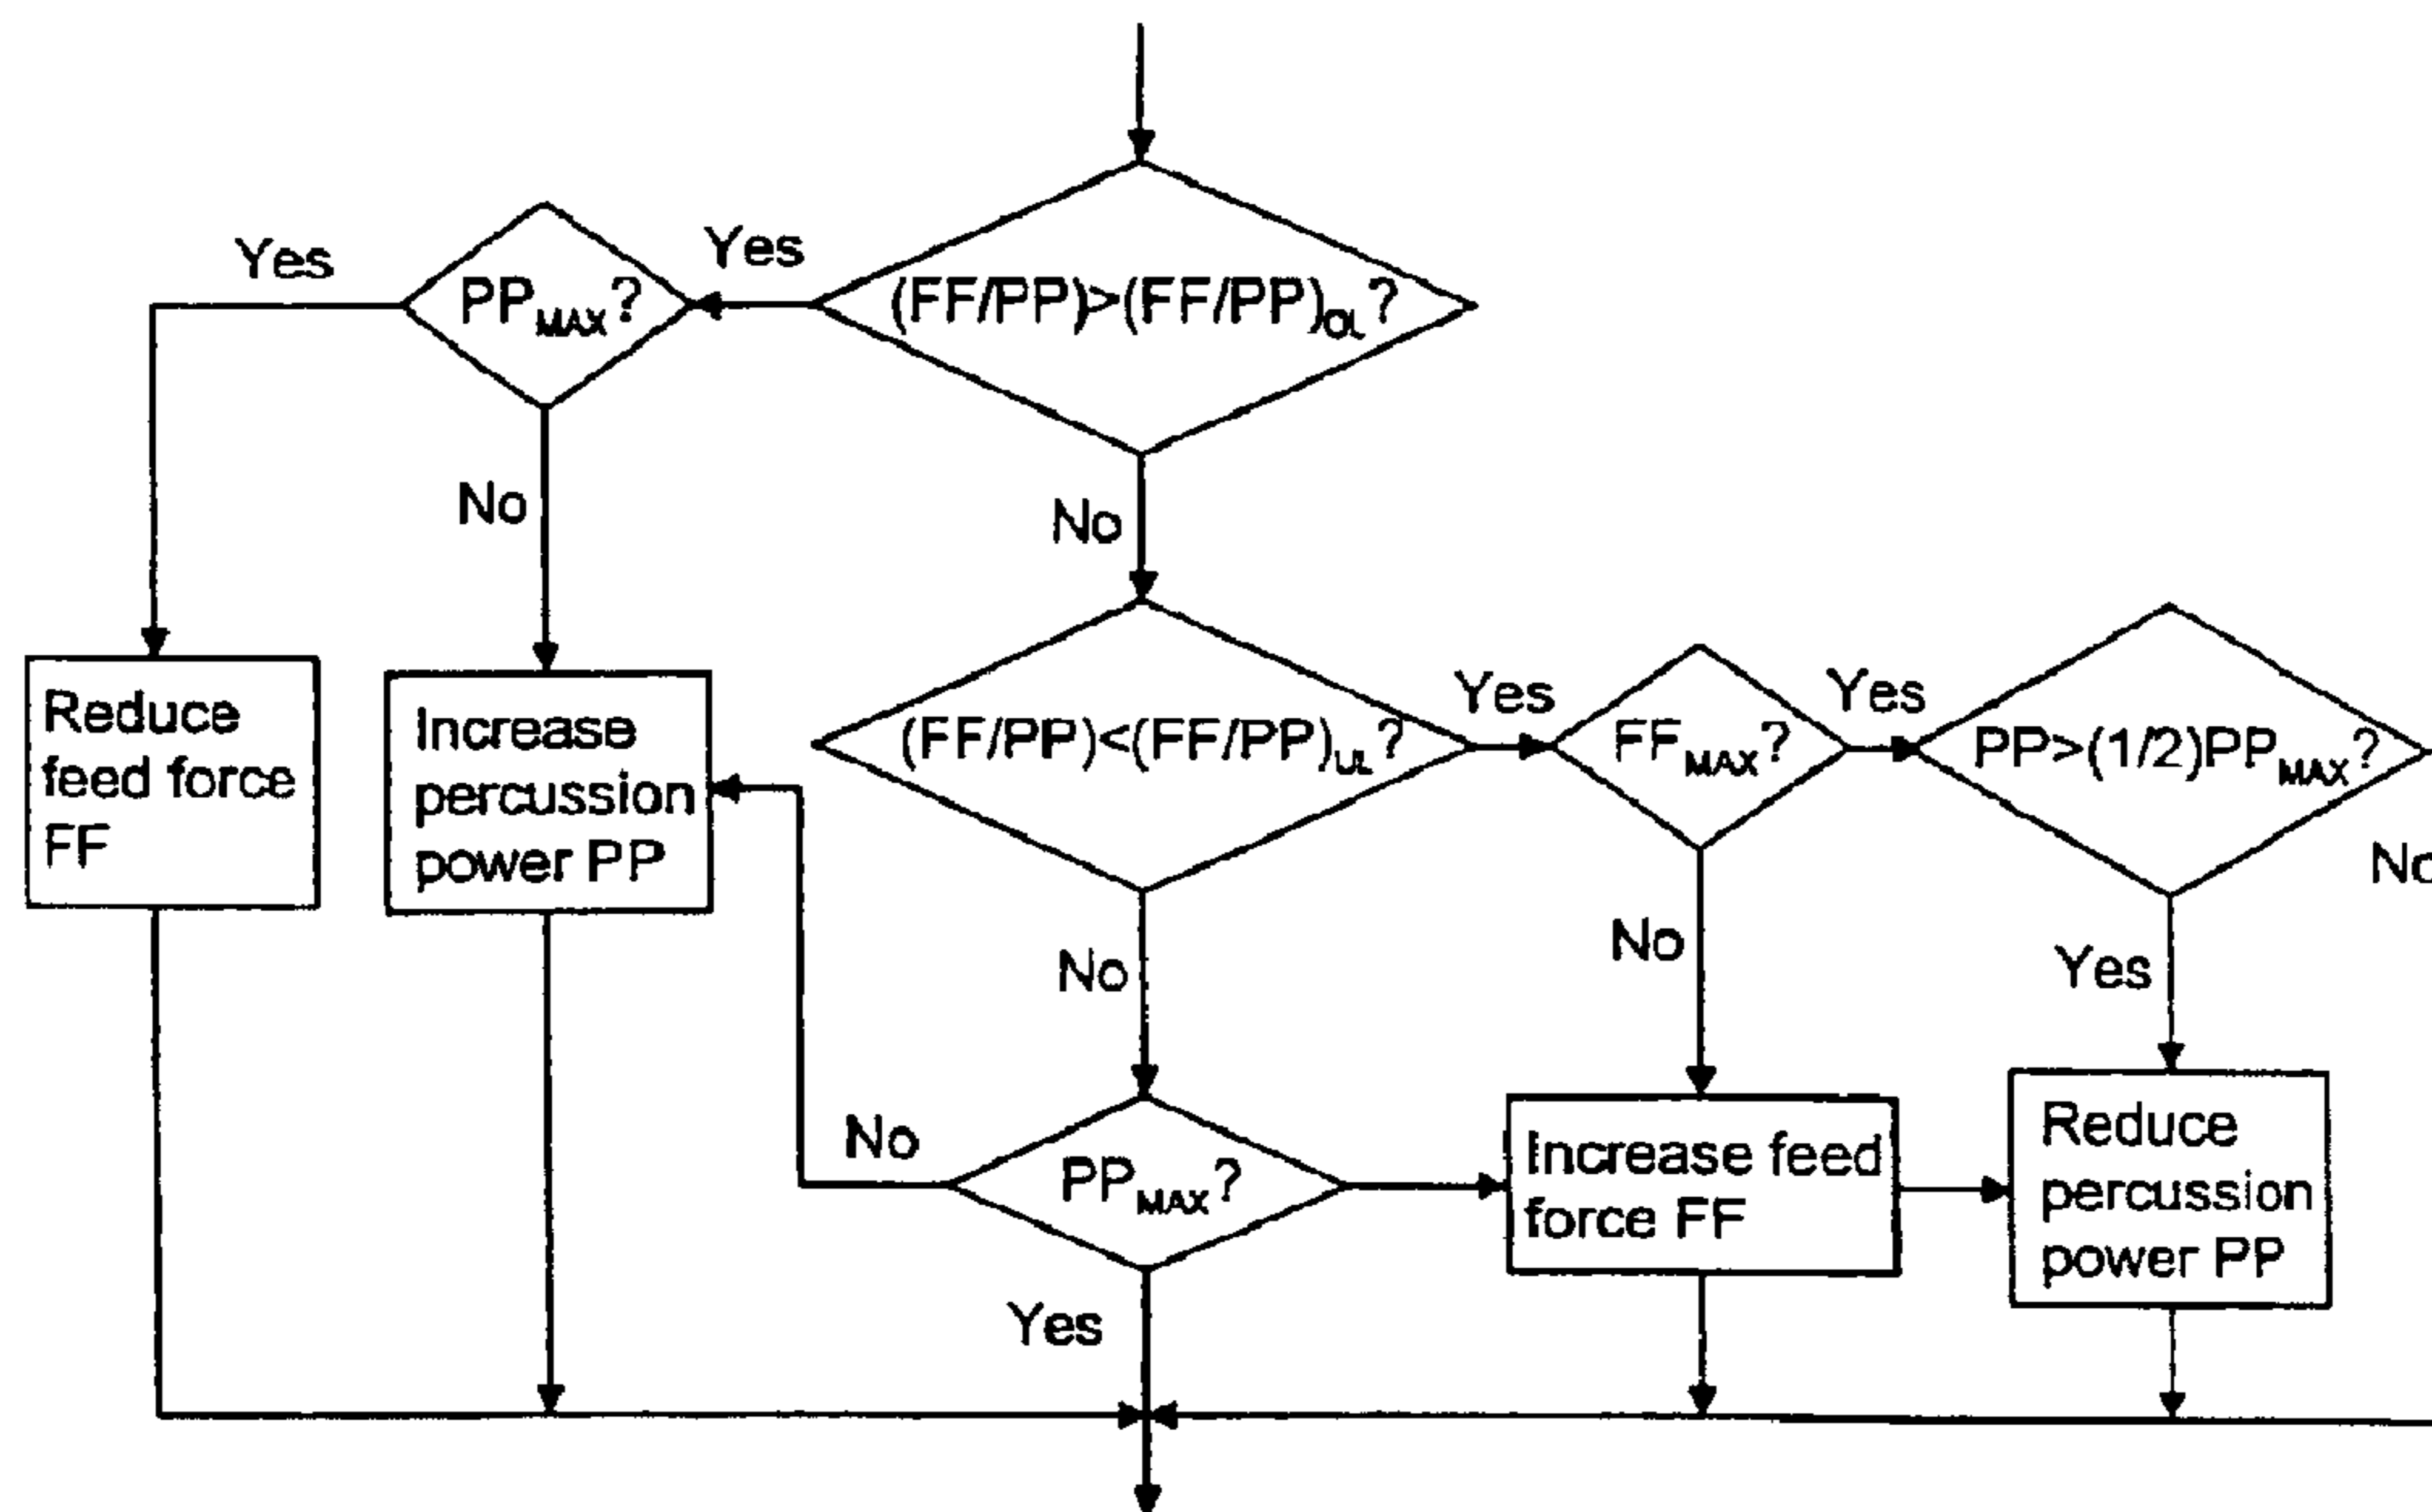 Yes
PP_MAX?
Yes
(FF/PP)>(FF/PP)_OL?
No
No
Reduce
feed force
FF
Increase
percussion
power PP
(FF/PP)<(FF/PP)_UL?
Yes
FF_MAX?
Yes
PP>(1/2)PP_MAX?
No
No
No
Yes
No
PP_MAX?
Yes
Increase feed
force FF
Reduce
percussion
power PP